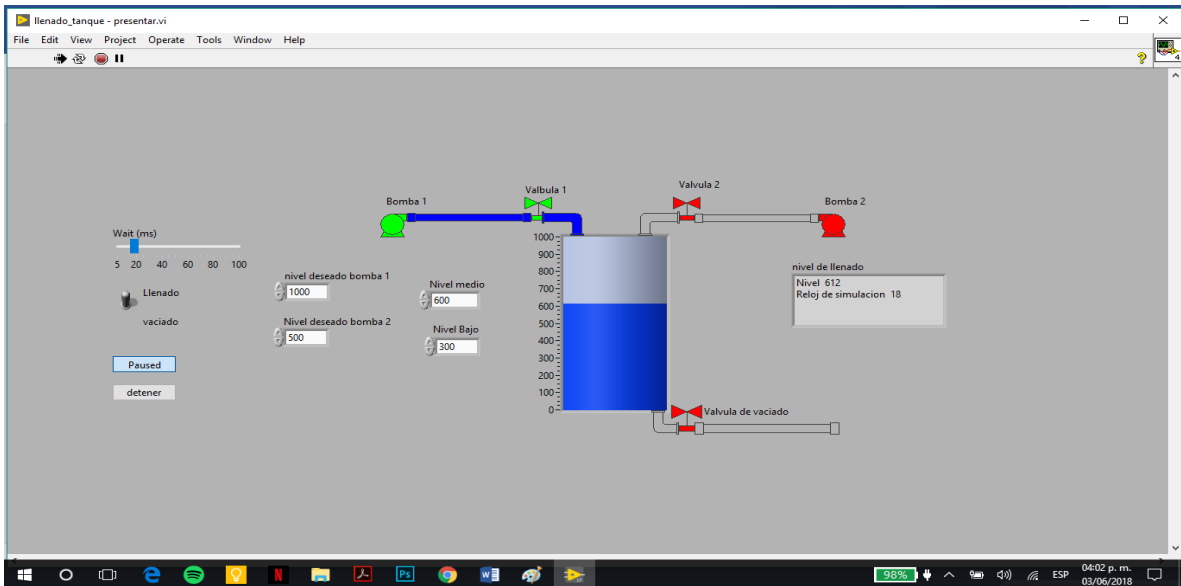 llenado_tanque - presentar.vi
File Edit View Project Operate Tools Window Help
4
Valbula 1
Valvula 2
Bomba 1
Bomba 2
Wait (ms)
5 20 40 60 80 100
Llenado
vaciado
Paused
detener
nivel deseado bomba 1
1000
Nivel deseado bomba 2
500
Nivel medio
600
Nivel Bajo
300
1000
900
800
700
600
500
400
300
200
100
0
nivel de llenado
Nivel 612
Reloj de simulacion 18
Valvula de vaciado
98%
ESP
04:02 p. m.
03/06/2018